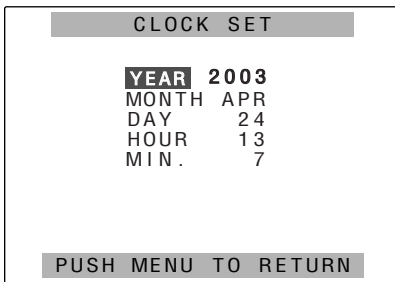 CLOCK SET
YEAR 2003
MONTH APR
DAY 24
HOUR 13
MIN. 7
PUSH MENU TO RETURN